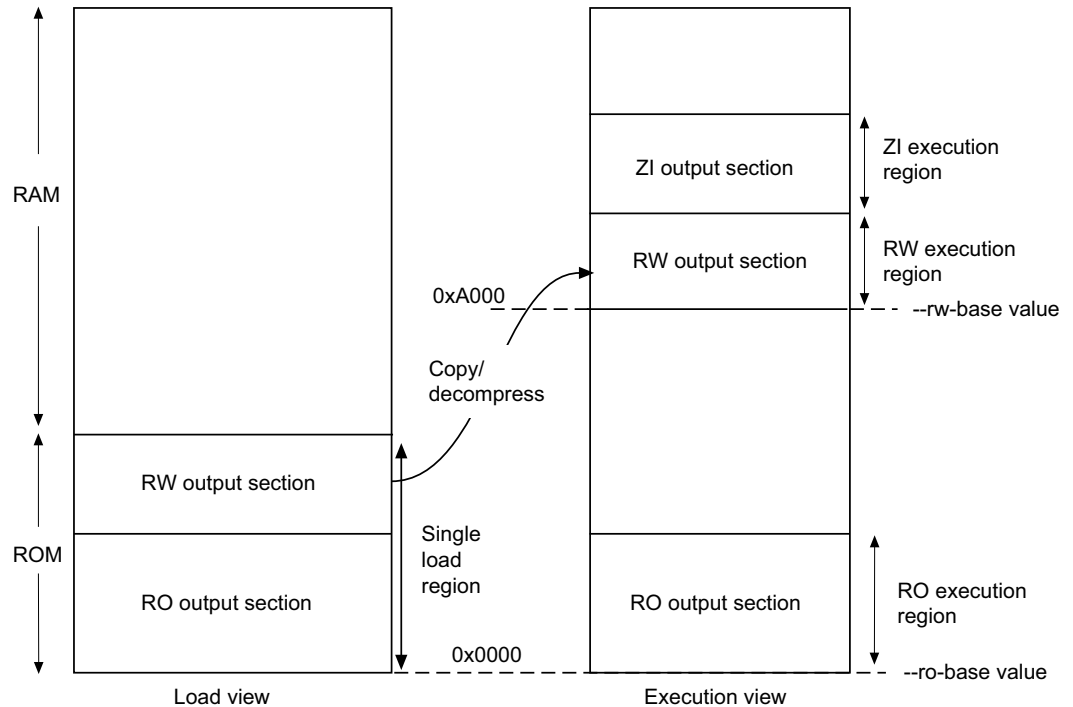 RAM
ROM
RW output section
RO output section
Load view
Single
load
region
Copy/
decompress
0xA000
0x0000
ZI output section
RW output section
RO output section
Execution view
ZI execution
region
RW execution
region
--rw-base value
RO execution
region
--ro-base value